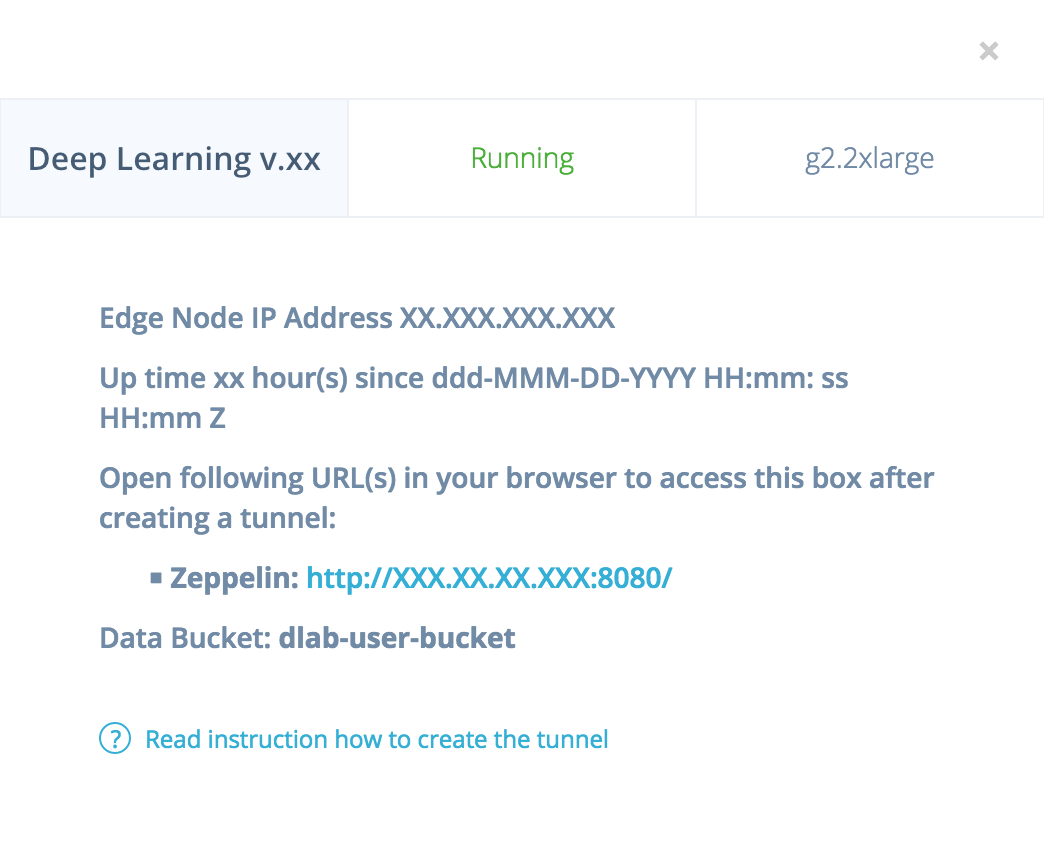 Deep Learning v.xx
Running
g2.2xlarge
Edge Node IP Address XX.XXX.XXX.XXX
Up time xx hour(s) since ddd-MMM-DD-YYYY HH:mm: ss
HH:mm Z
Open following URL(s) in your browser to access this box after
creating a tunnel:
Zeppelin: http://XXX.XX.XX.XXX:8080/
Data Bucket: dlab-user-bucket
? Read instruction how to create the tunnel